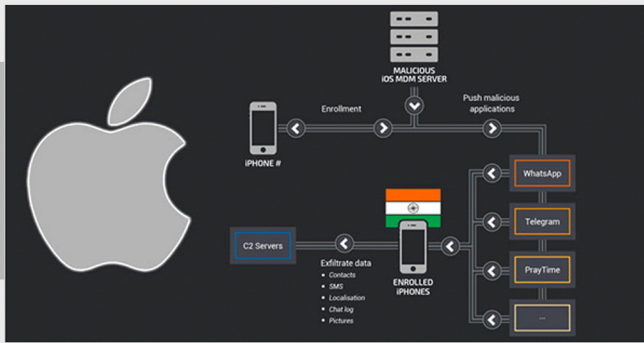 MALICIOUS
iOS MDM SERVER
Enrollment
Push malicious
applications
iPHONE #
WhatsApp
Telegram
PrayTime
...
C2 Servers
Exfiltrate data
• Contacts
• SMS
• Localisation
• Chat log
• Pictures
ENROLLED
iPHONES